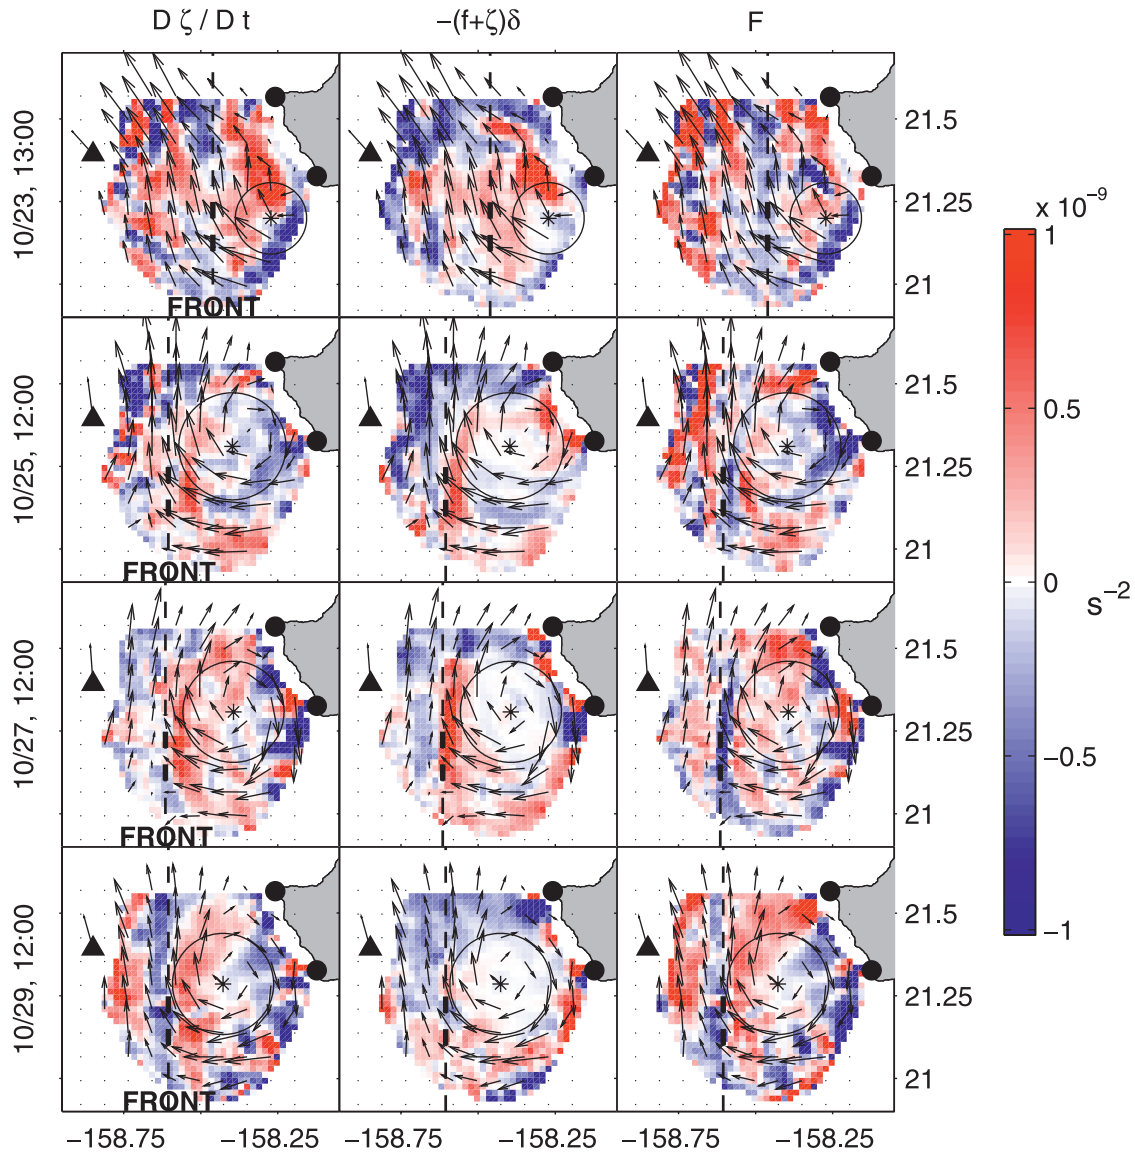 D ζ / D t
−(f+ζ)δ
F
10/23, 13:00
21.5
21.25
21
FRONT
x 10⁻⁹
1
0.5
0
−0.5
−1
s⁻²
10/25, 12:00
21.5
21.25
21
FRONT
10/27, 12:00
21.5
21.25
21
FRONT
10/29, 12:00
21.5
21.25
21
FRONT
−158.75 −158.25 −158.75 −158.25 −158.75 −158.25